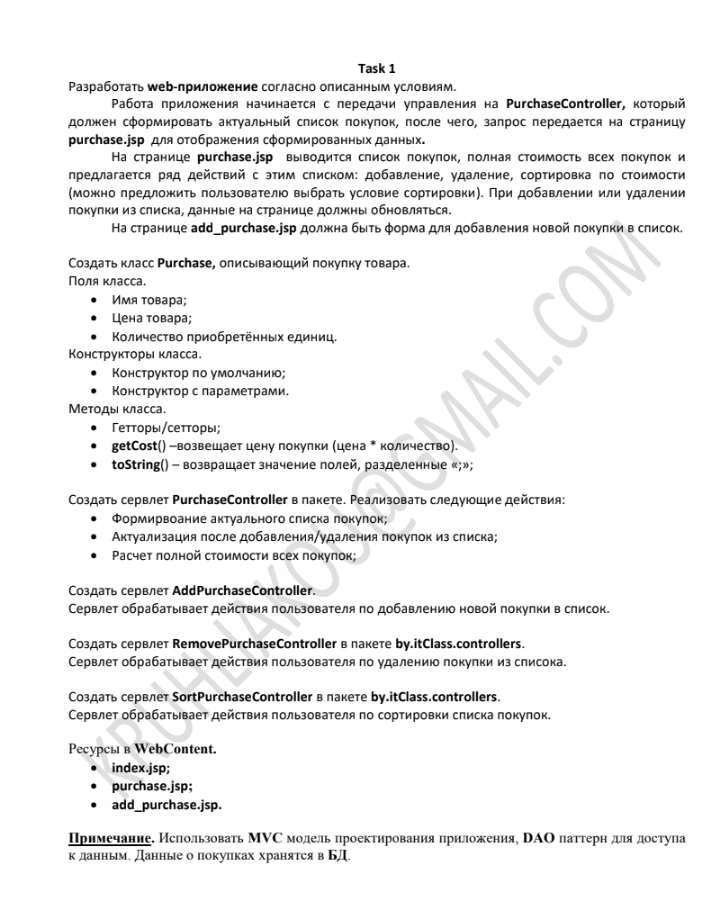 Task 1
Разработать web-приложение согласно описанным условиям.
Работа приложения начинается с передачи управления на PurchaseController, который
должен сформировать актуальный список покупок, после чего, запрос передается на страницу
purchase.jsp для отображения сформированных данных.
На странице purchase.jsp выводится список покупок, полная стоимость всех покупок и
предлагается ряд действий с этим списком: добавление, удаление, сортировка по стоимости
(можно предложить пользователю выбрать условие сортировки). При добавлении или удалении
покупки из списка, данные на странице должны обновляться.
На странице add_purchase.jsp должна быть форма для добавления новой покупки в список.
Создать класс Purchase, описывающий покупку товара.
Поля класса.
• Имя товара;
• Цена товара;
• Количество приобретённых единиц.
Конструкторы класса.
• Конструктор по умолчанию;
• Конструктор с параметрами.
Методы класса.
• Гетторы/сетторы;
• getCost() –возвещает цену покупки (цена * количество).
• toString() – возвращает значение полей, разделенные «;»;
Создать сервлет PurchaseController в пакете. Реализовать следующие действия:
• Формирвоание актуального списка покупок;
• Актуализация после добавления/удаления покупок из списка;
• Расчет полной стоимости всех покупок;
Создать сервлет AddPurchaseController.
Сервлет обрабатывает действия пользователя по добавлению новой покупки в список.
Создать сервлет RemovePurchaseController в пакете by.itClass.controllers.
Сервлет обрабатывает действия пользователя по удалению покупки из списока.
Создать сервлет SortPurchaseController в пакете by.itClass.controllers.
Сервлет обрабатывает действия пользователя по сортировки списка покупок.
Ресурсы в WebContent.
• index.jsp;
• purchase.jsp;
• add_purchase.jsp.
Примечание. Использовать MVC модель проектирования приложения, DAO паттерн для доступа
к данным. Данные о покупках хранятся в БД.
KRUHLIAKOU@GMAIL.COM